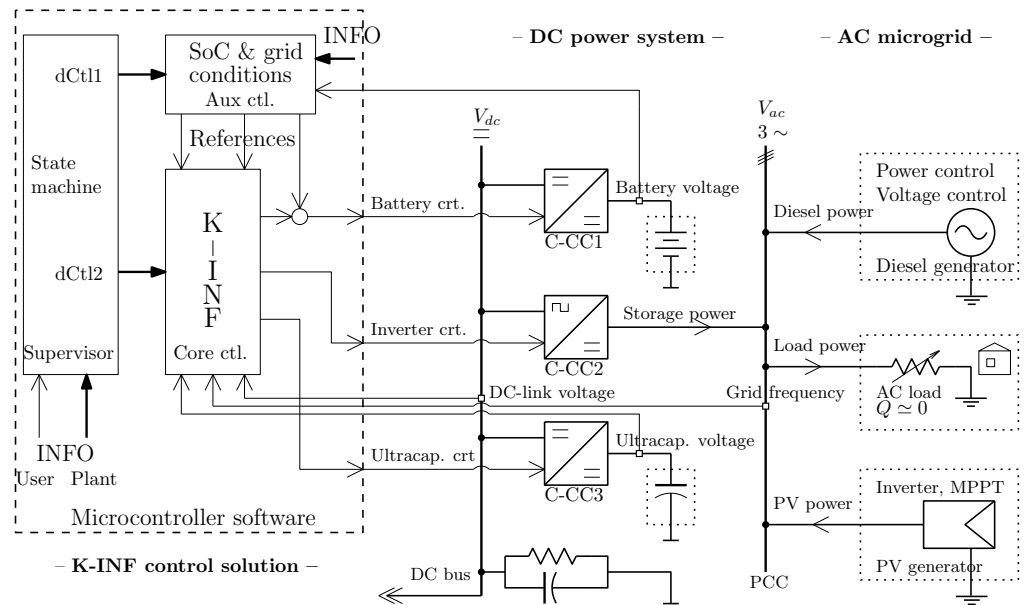 INFO
– DC power system –
– AC microgrid –
dCtl1
SoC & grid
conditions
Aux ctl.
References
State
machine
K
–
I
N
F
dCtl2
Supervisor
Core ctl.
INFO
User Plant
Microcontroller software
– K-INF control solution –
Vdc
Battery crt.
Battery voltage
C-CC1
Inverter crt.
Storage power
C-CC2
DC-link voltage
Grid frequency
Ultracap. crt
Ultracap. voltage
C-CC3
DC bus
Vac
3 ∼
Power control
Voltage control
Diesel power
Diesel generator
Load power
AC load
Q ≃ 0
Inverter, MPPT
PV power
PV generator
PCC